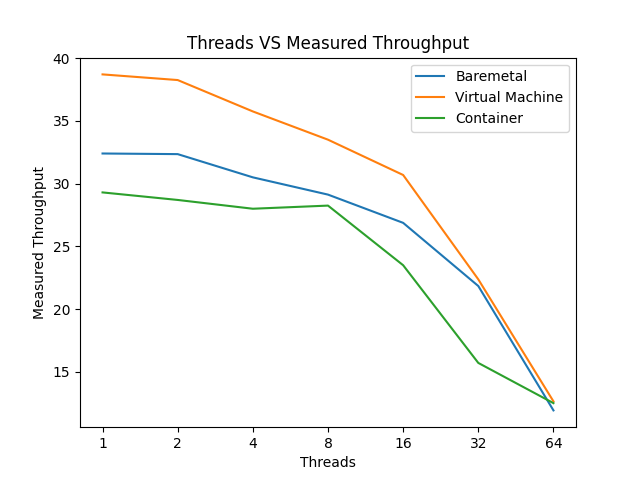 Threads VS Measured Throughput
Baremetal
Virtual Machine
Container
Measured Throughput
40
35
30
25
20
15
1 2 4 8 16 32 64
Threads